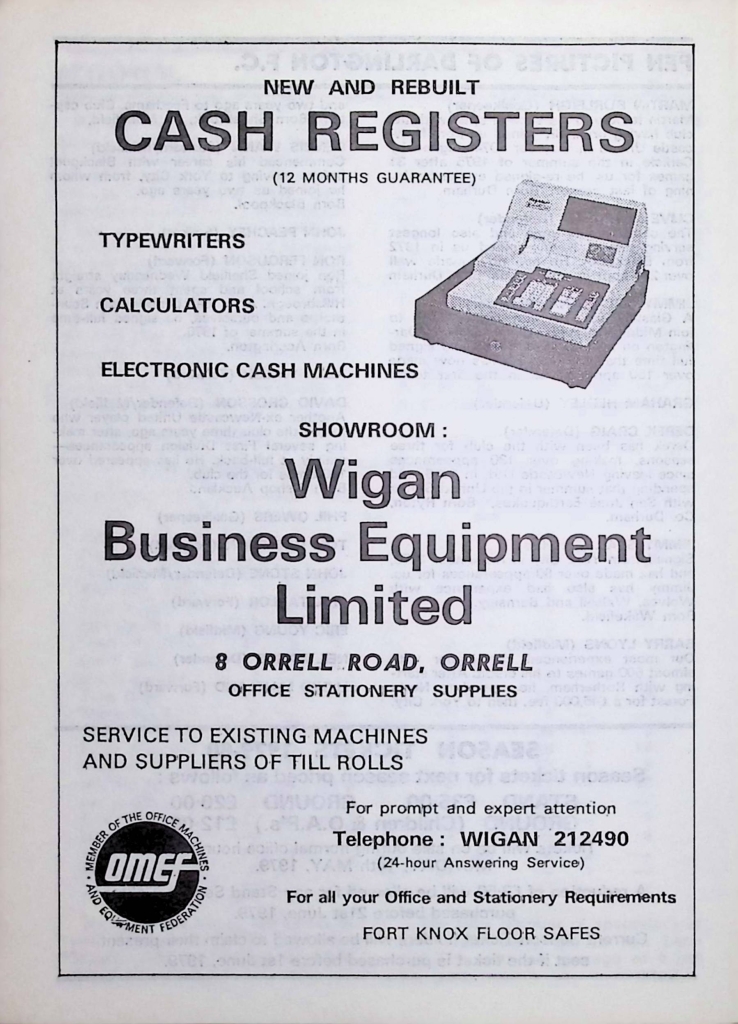 NEW AND REBUILT
CASH REGISTERS
(12 MONTHS GUARANTEE)
TYPEWRITERS
CALCULATORS
ELECTRONIC CASH MACHINES
SHOWROOM :
Wigan
Business Equipment
Limited
8 ORRELL ROAD, ORRELL
OFFICE STATIONERY SUPPLIES
SERVICE TO EXISTING MACHINES
AND SUPPLIERS OF TILL ROLLS
For prompt and expert attention
Telephone : WIGAN 212490
(24-hour Answering Service)
MEMBER OF THE OFFICE MACHINES
omef
AND EQUIPMENT FEDERATION
For all your Office and Stationery Requirements
FORT KNOX FLOOR SAFES